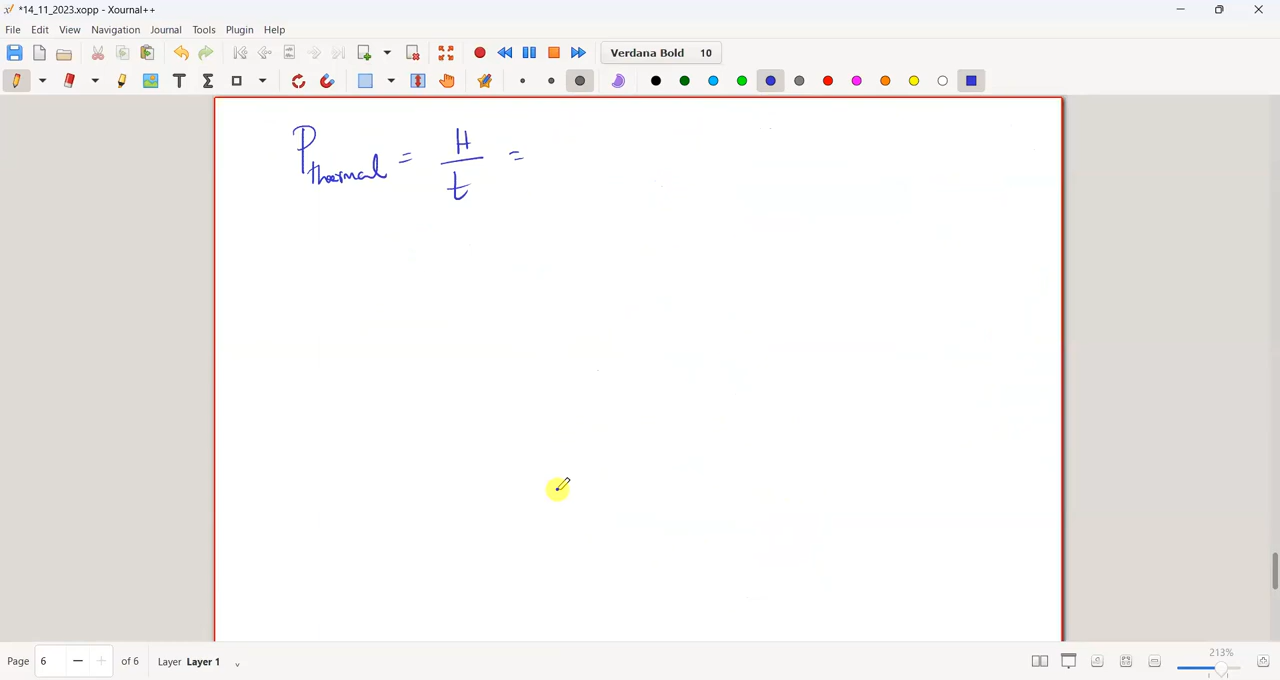 *14_11_2023.xopp - Xournal++
File Edit View Navigation Journal Tools Plugin Help
Verdana Bold 10
P thermal = H / t =
Page 6 of 6 Layer Layer 1
213%